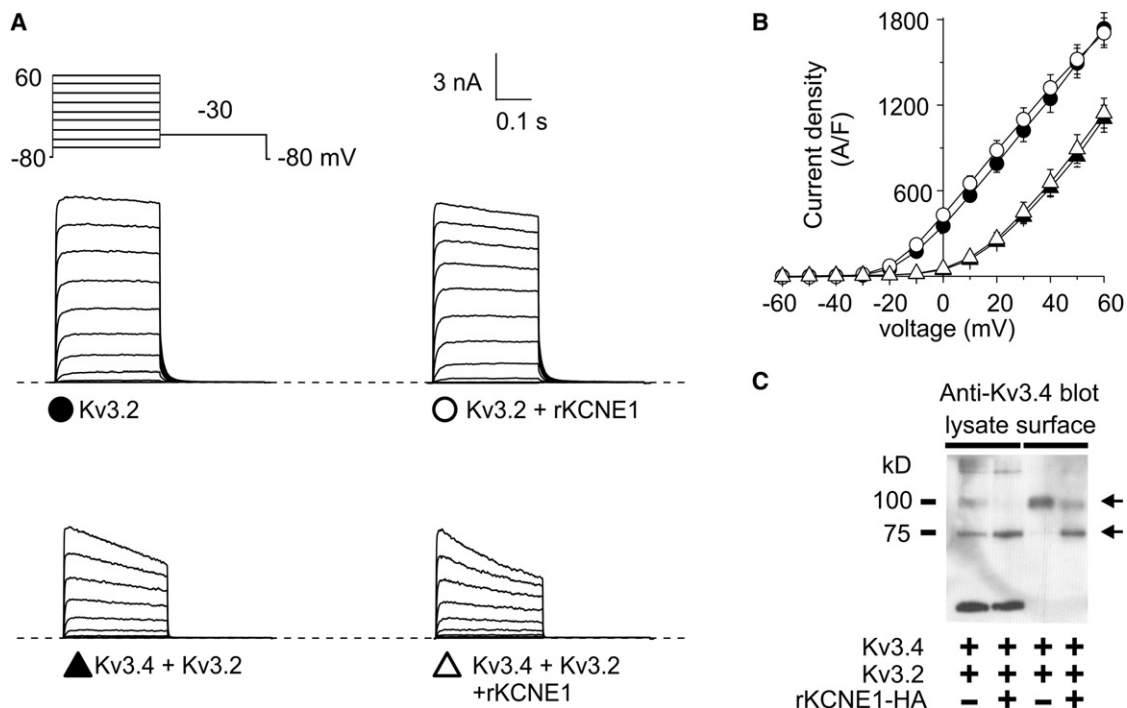 A
60
-30
-80
-80 mV
3 nA
0.1 s
Kv3.2
Kv3.2 + rKCNE1
Kv3.4 + Kv3.2
Kv3.4 + Kv3.2
+rKCNE1
B
Current density
(A/F)
1800
1200
600
-60 -40 -20 0 20 40 60
voltage (mV)
C
Anti-Kv3.4 blot
lysate surface
kD
100
75
Kv3.4 + + + +
Kv3.2 + + + +
rKCNE1-HA - + - +